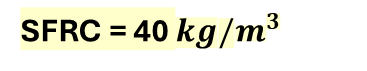 SFRC = 40 kg/m³